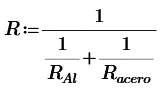 R := 1 / (1/R_Al + 1/R_acero)